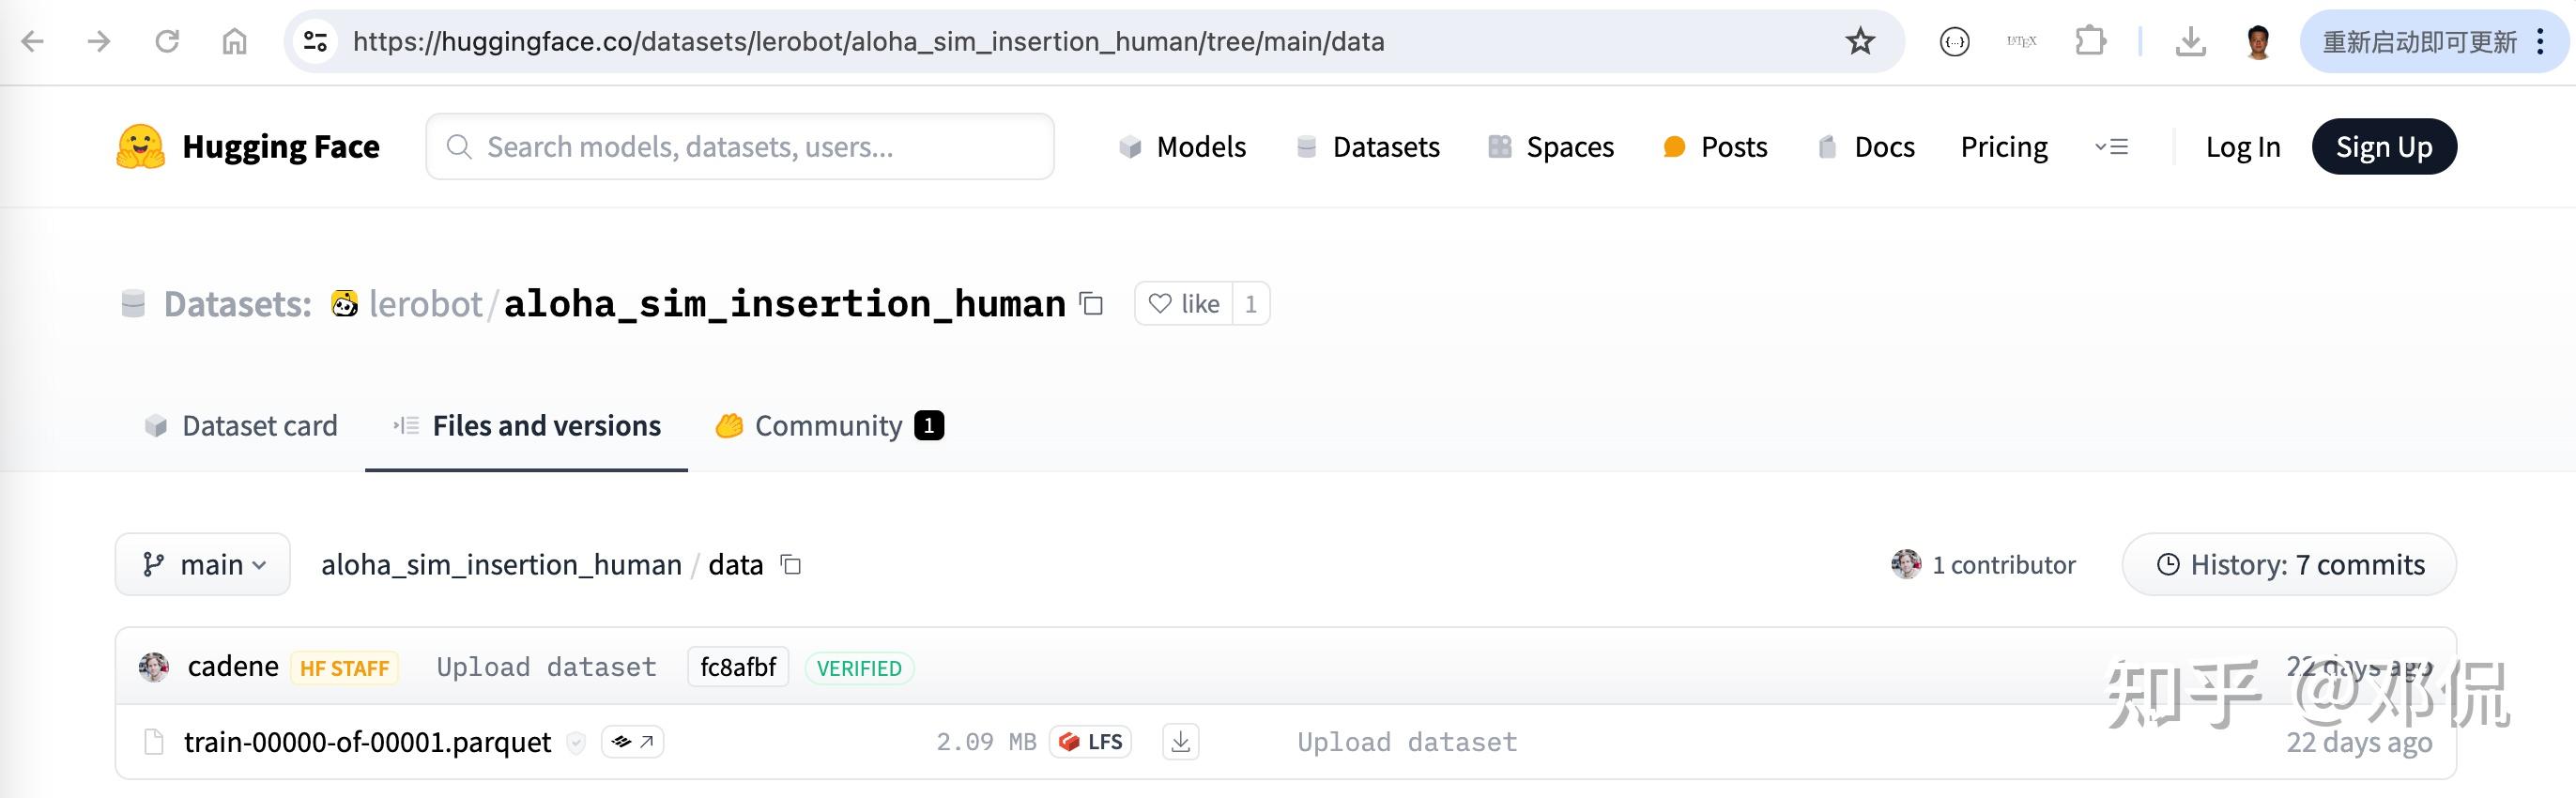 https://huggingface.co/datasets/lerobot/aloha_sim_insertion_human/tree/main/data
{...}
LATEX
重新启动即可更新
Hugging Face
Search models, datasets, users...
Models
Datasets
Spaces
Posts
Docs
Pricing
Log In
Sign Up
Datasets: lerobot/aloha_sim_insertion_human
like 1
Dataset card
Files and versions
Community 1
main
aloha_sim_insertion_human / data
1 contributor
History: 7 commits
cadene HF STAFF Upload dataset fc8afbf VERIFIED 22 days ago
train-00000-of-00001.parquet 2.09 MB LFS Upload dataset 22 days ago
知乎 @邓侃